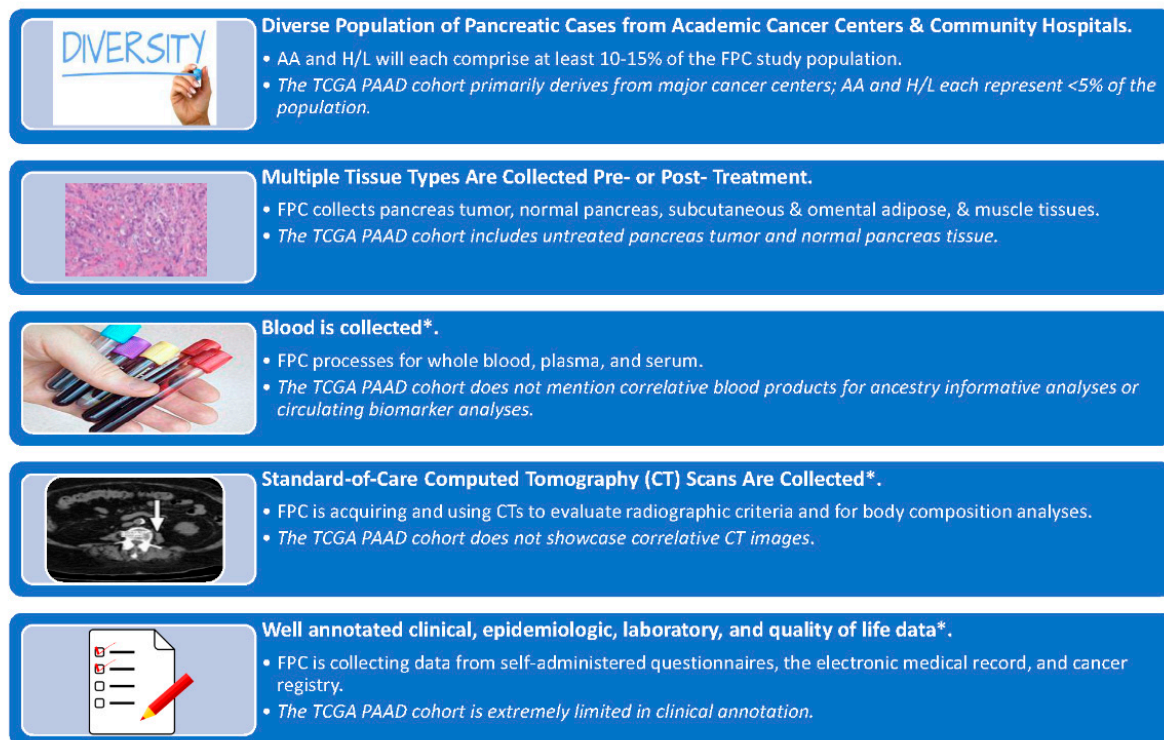 DIVERSITY
Diverse Population of Pancreatic Cases from Academic Cancer Centers & Community Hospitals.
• AA and H/L will each comprise at least 10-15% of the FPC study population.
• The TCGA PAAD cohort primarily derives from major cancer centers; AA and H/L each represent <5% of the
population.
Multiple Tissue Types Are Collected Pre- or Post- Treatment.
• FPC collects pancreas tumor, normal pancreas, subcutaneous & omental adipose, & muscle tissues.
• The TCGA PAAD cohort includes untreated pancreas tumor and normal pancreas tissue.
Blood is collected*.
• FPC processes for whole blood, plasma, and serum.
• The TCGA PAAD cohort does not mention correlative blood products for ancestry informative analyses or
circulating biomarker analyses.
Standard-of-Care Computed Tomography (CT) Scans Are Collected*.
• FPC is acquiring and using CTs to evaluate radiographic criteria and for body composition analyses.
• The TCGA PAAD cohort does not showcase correlative CT images.
Well annotated clinical, epidemiologic, laboratory, and quality of life data*.
• FPC is collecting data from self-administered questionnaires, the electronic medical record, and cancer
registry.
• The TCGA PAAD cohort is extremely limited in clinical annotation.